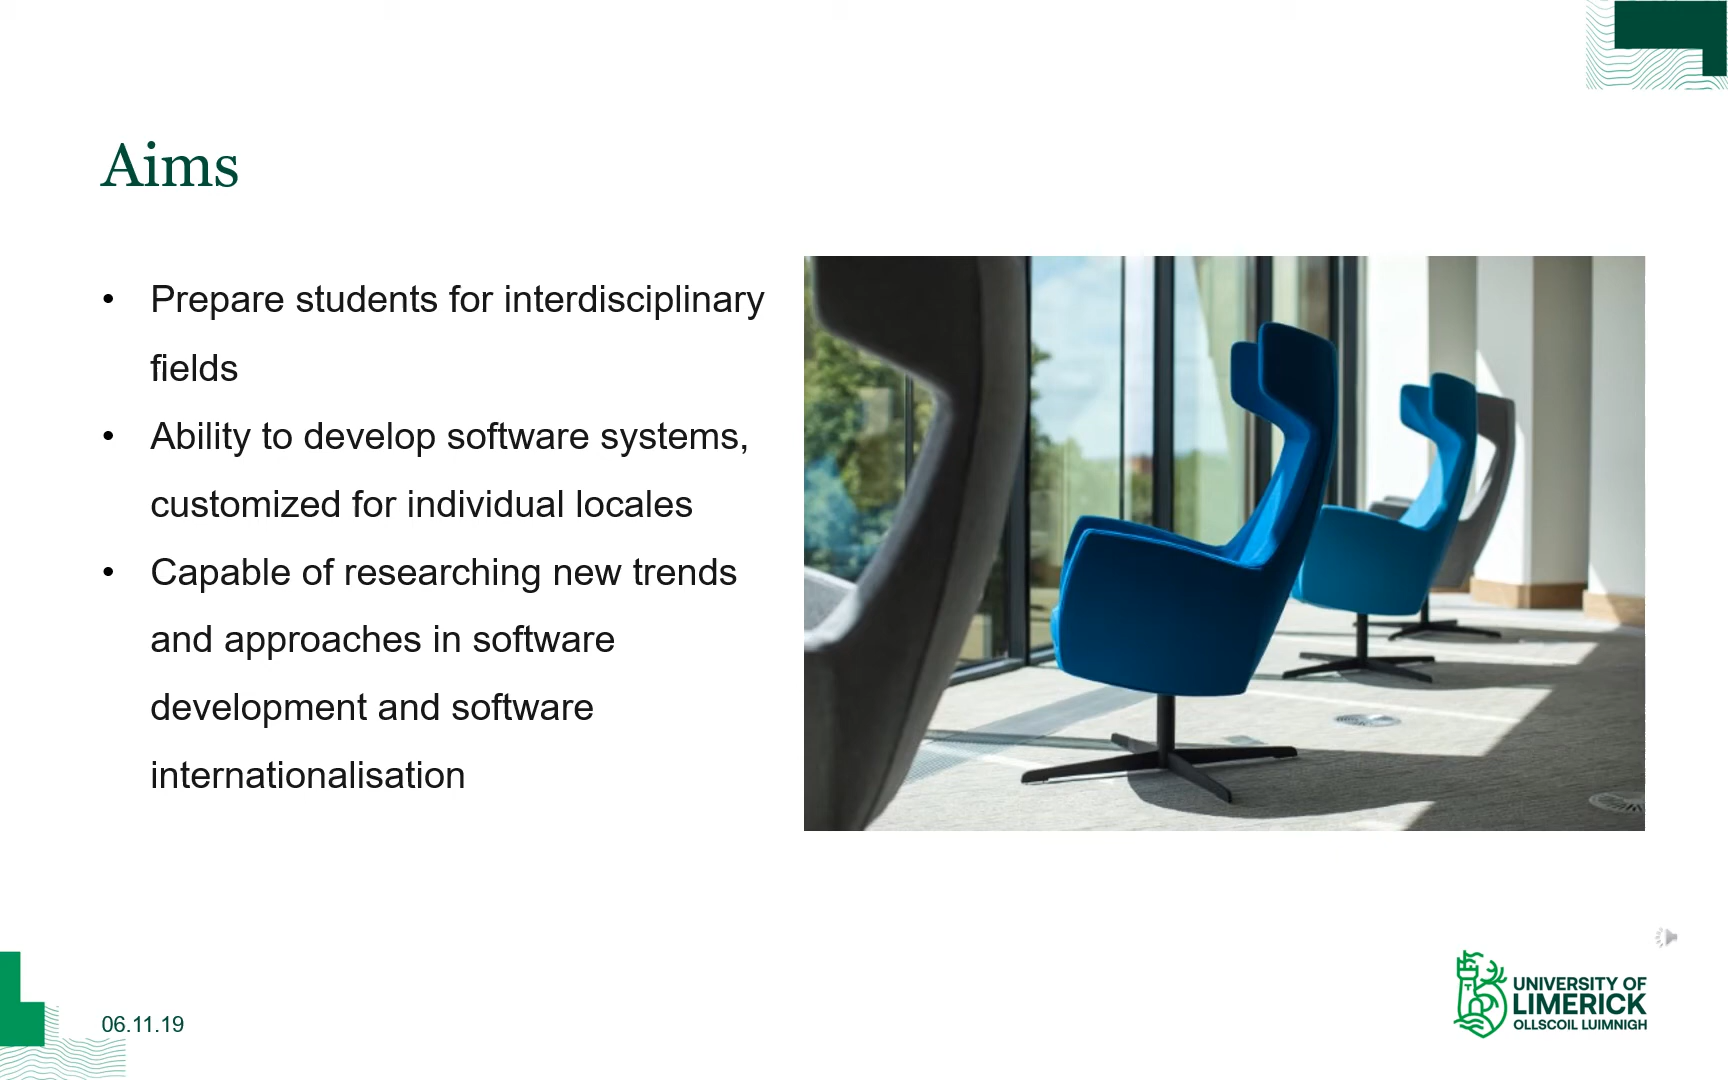 Aims
• Prepare students for interdisciplinary
fields
• Ability to develop software systems,
customized for individual locales
• Capable of researching new trends
and approaches in software
development and software
internationalisation
06.11.19
UNIVERSITY OF
LIMERICK
OLLSCOIL LUIMNIGH